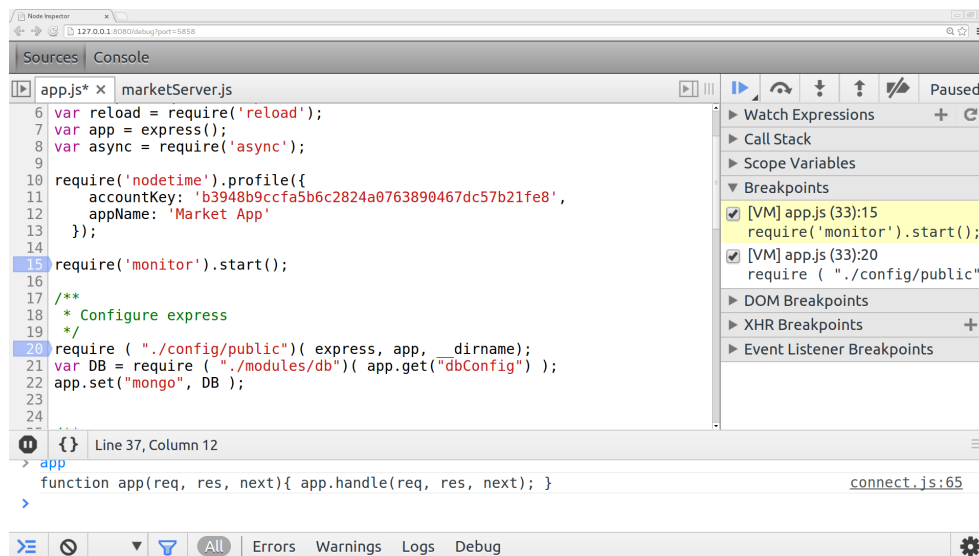 Node Inspector ×
127.0.0.1:8080/debug?port=5858
Sources Console
app.js* × marketServer.js
Paused
6 var reload = require('reload');
7 var app = express();
8 var async = require('async');
9
10 require('nodetime').profile({
11 accountKey: 'b3948b9ccfa5b6c2824a0763890467dc57b21fe8',
12 appName: 'Market App'
13 });
14
15 require('monitor').start();
16
17 /**
18 * Configure express
19 */
20 require ( "./config/public")( express, app, __dirname);
21 var DB = require ( "./modules/db")( app.get("dbConfig") );
22 app.set("mongo", DB );
23
24
Watch Expressions
Call Stack
Scope Variables
Breakpoints
[VM] app.js (33):15
require('monitor').start();
[VM] app.js (33):20
require ( "./config/public"
DOM Breakpoints
XHR Breakpoints
Event Listener Breakpoints
{} Line 37, Column 12
> app
function app(req, res, next){ app.handle(req, res, next); } connect.js:65
>
All Errors Warnings Logs Debug